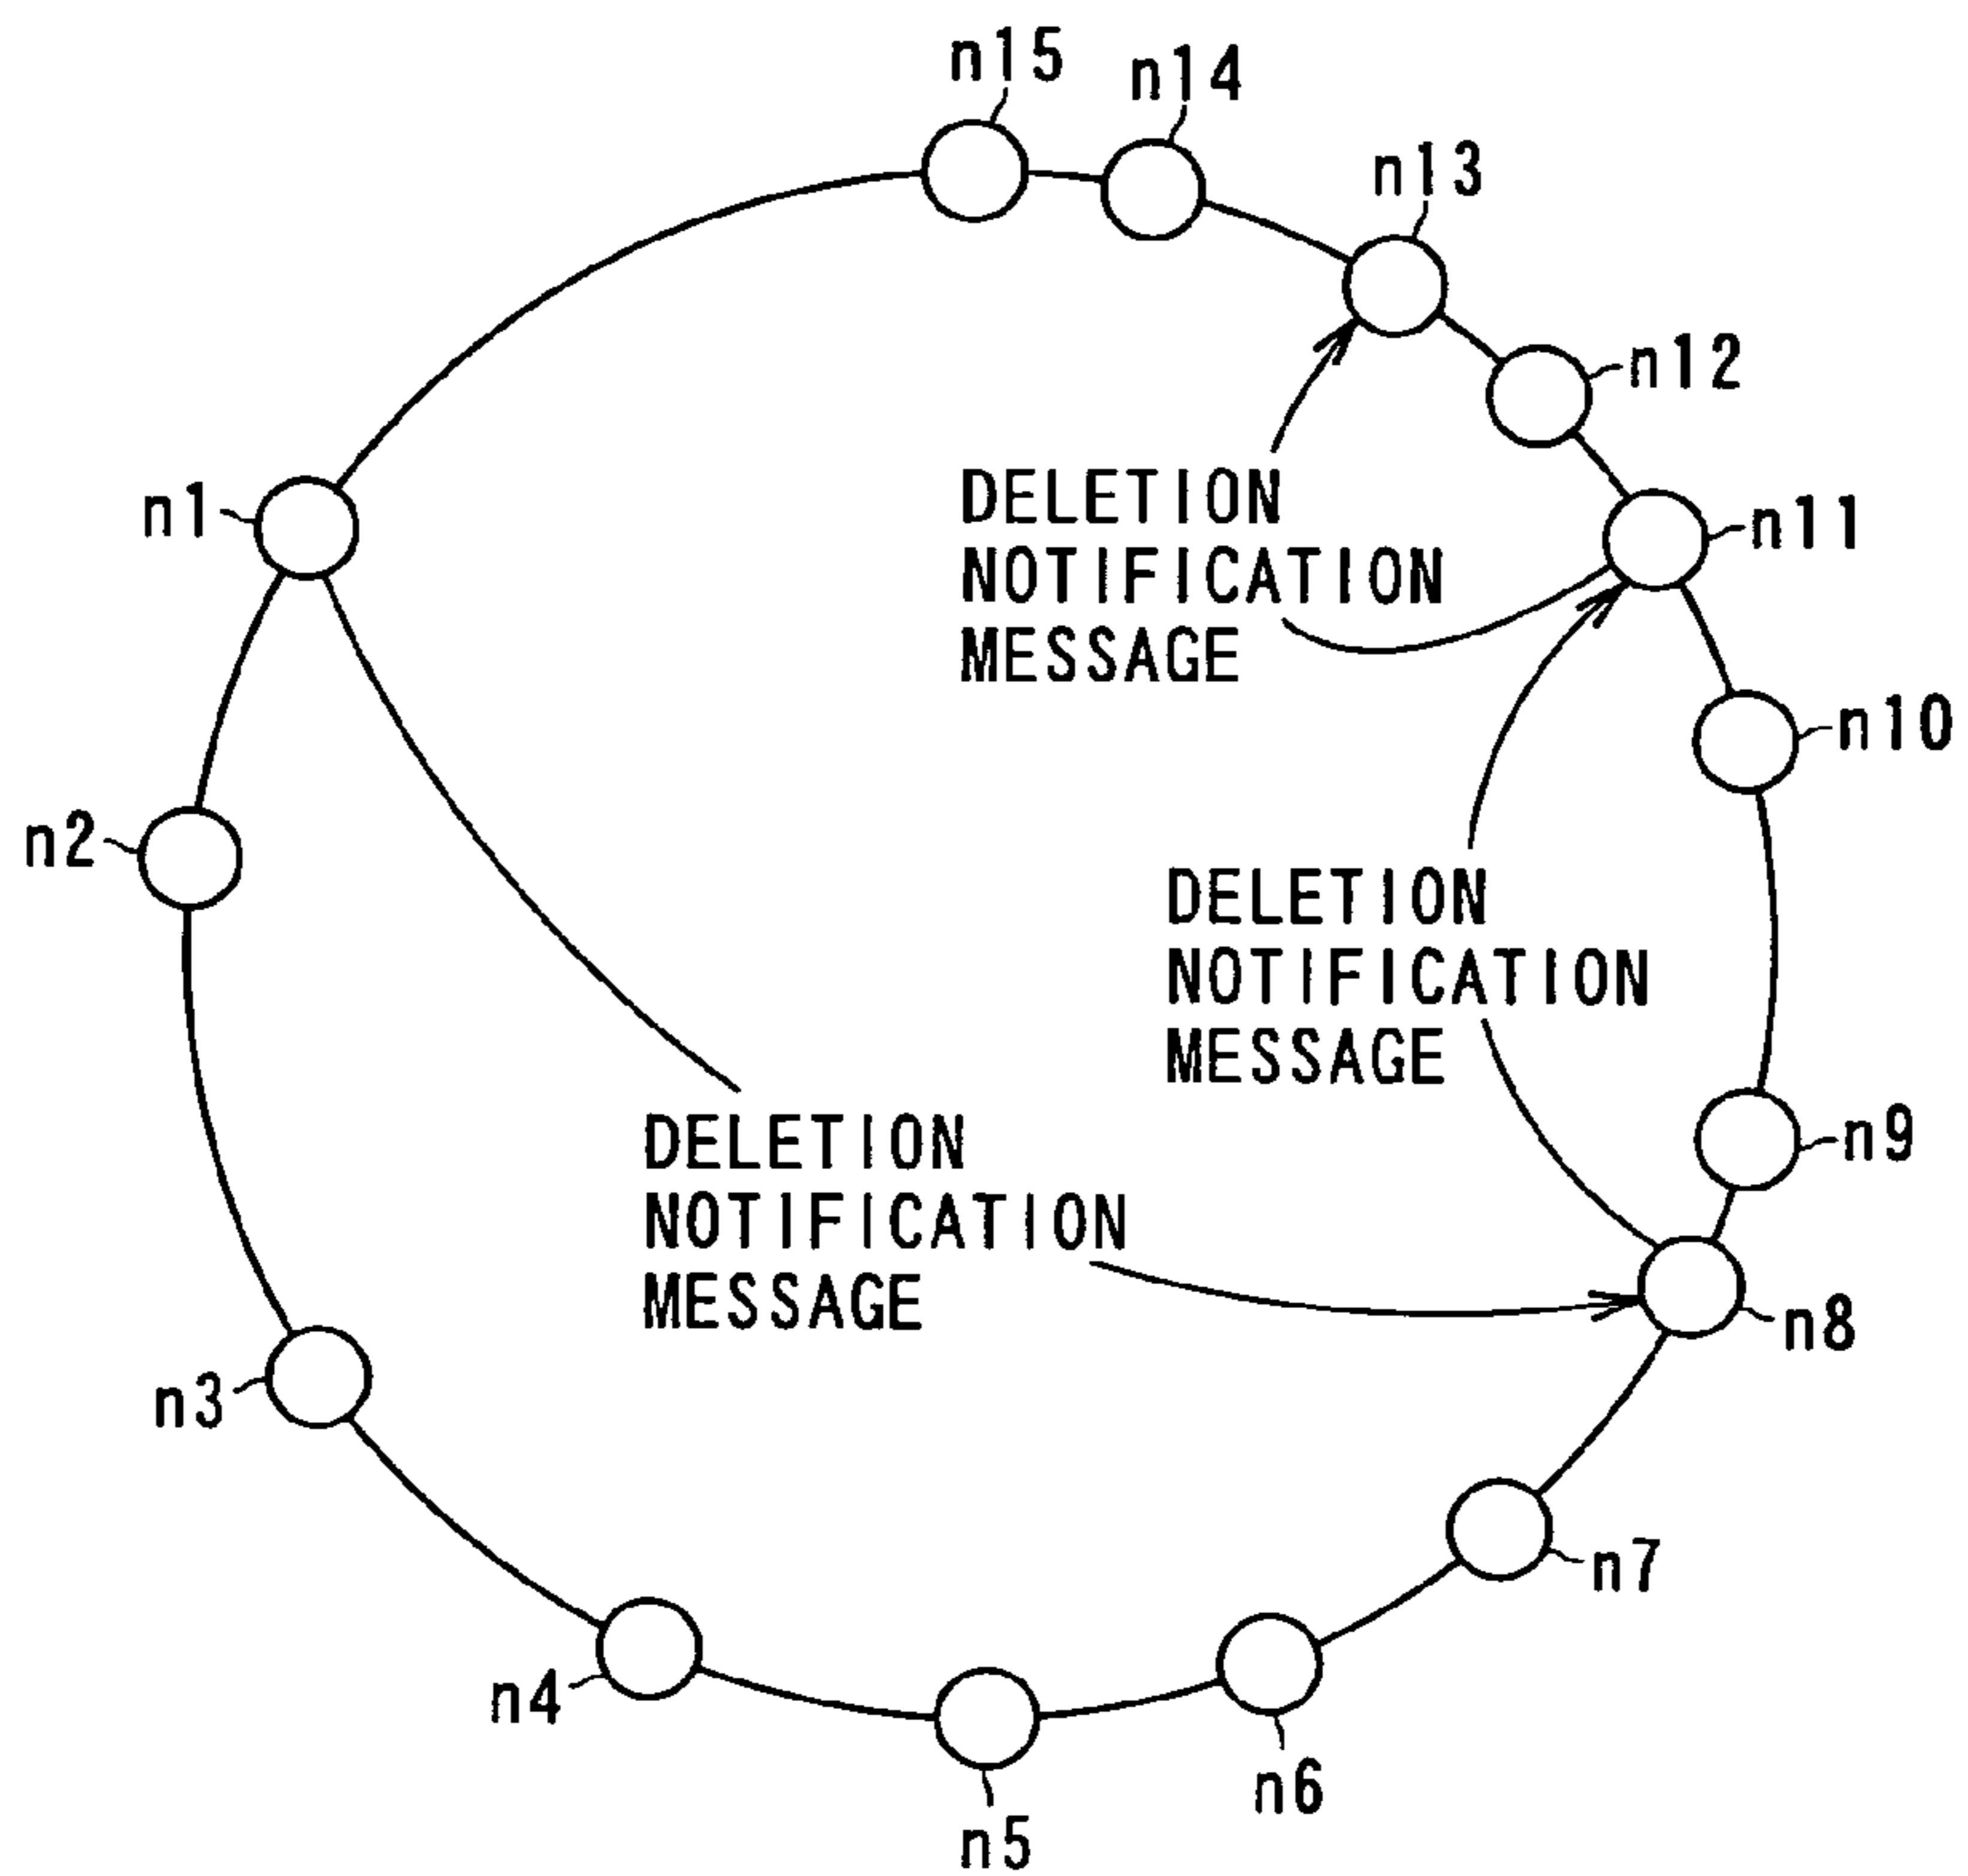 n15
n14
n13
n12
n1
DELETION
NOTIFICATION
MESSAGE
n11
n10
n2
DELETION
NOTIFICATION
MESSAGE
DELETION
NOTIFICATION
MESSAGE
n9
n8
n3
n7
n4
n6
n5